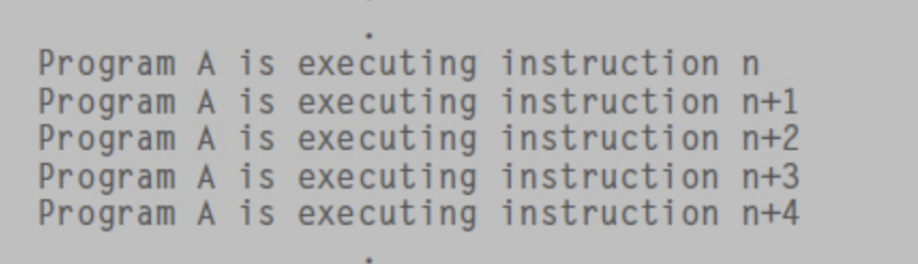 .
Program A is executing instruction n
Program A is executing instruction n+1
Program A is executing instruction n+2
Program A is executing instruction n+3
Program A is executing instruction n+4
.